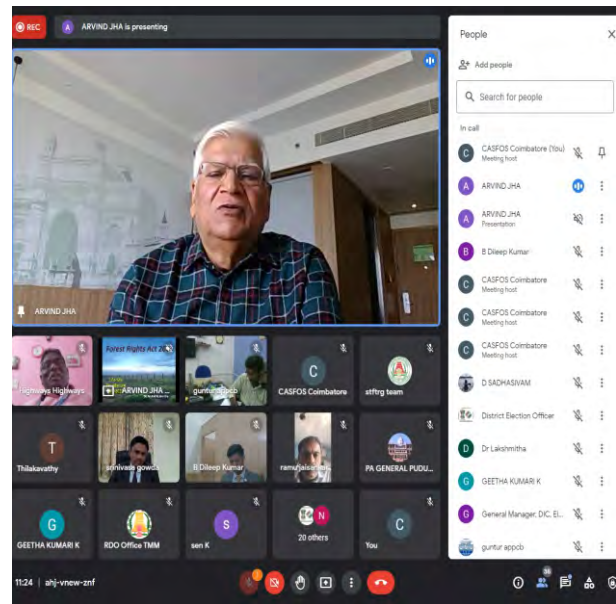 REC
A ARVIND JHA is presenting
ARVIND JHA
Highways Highways
Forest Rights Act
ARVIND JHA ...
guntur appcb
C
CASFOS Coimbatore
stftrg team
T
Thilakavathy
srinivasa gowda
B Dileep Kumar
PA GENERAL PUDU...
G
GEETHA KUMARI K
RDO Office TMM
S
sen K
N
20 others
C
You
11:24 | ahj-vnew-znf
People
Add people
Search for people
In call
C CASFOS Coimbatore (You)
Meeting host
A ARVIND JHA
A ARVIND JHA
Presentation
B B Dileep Kumar
C CASFOS Coimbatore
Meeting host
C CASFOS Coimbatore
Meeting host
C CASFOS Coimbatore
Meeting host
D SADHASIVAM
District Election Officer
D Dr Lakshmitha
G GEETHA KUMARI K
G General Manager, DIC, El...
guntur appcb